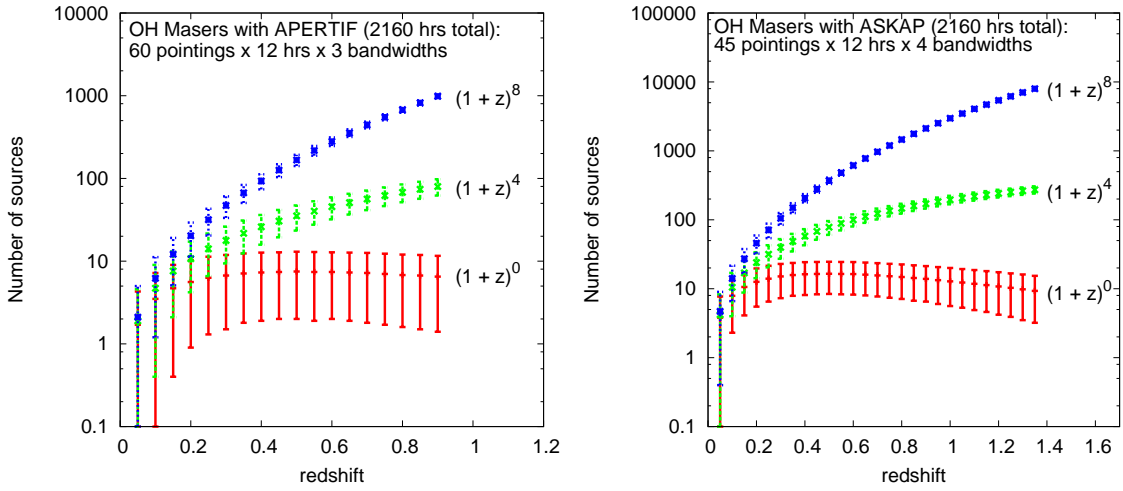 OH Masers with APERTIF (2160 hrs total):
60 pointings x 12 hrs x 3 bandwidths
10000
1000
100
10
1
0.1
Number of sources
(1 + z)^8
(1 + z)^4
(1 + z)^0
0
0.2
0.4
0.6
0.8
1
1.2
redshift
OH Masers with ASKAP (2160 hrs total):
45 pointings x 12 hrs x 4 bandwidths
100000
10000
1000
100
10
1
0.1
Number of sources
(1 + z)^8
(1 + z)^4
(1 + z)^0
0
0.2
0.4
0.6
0.8
1
1.2
1.4
1.6
redshift